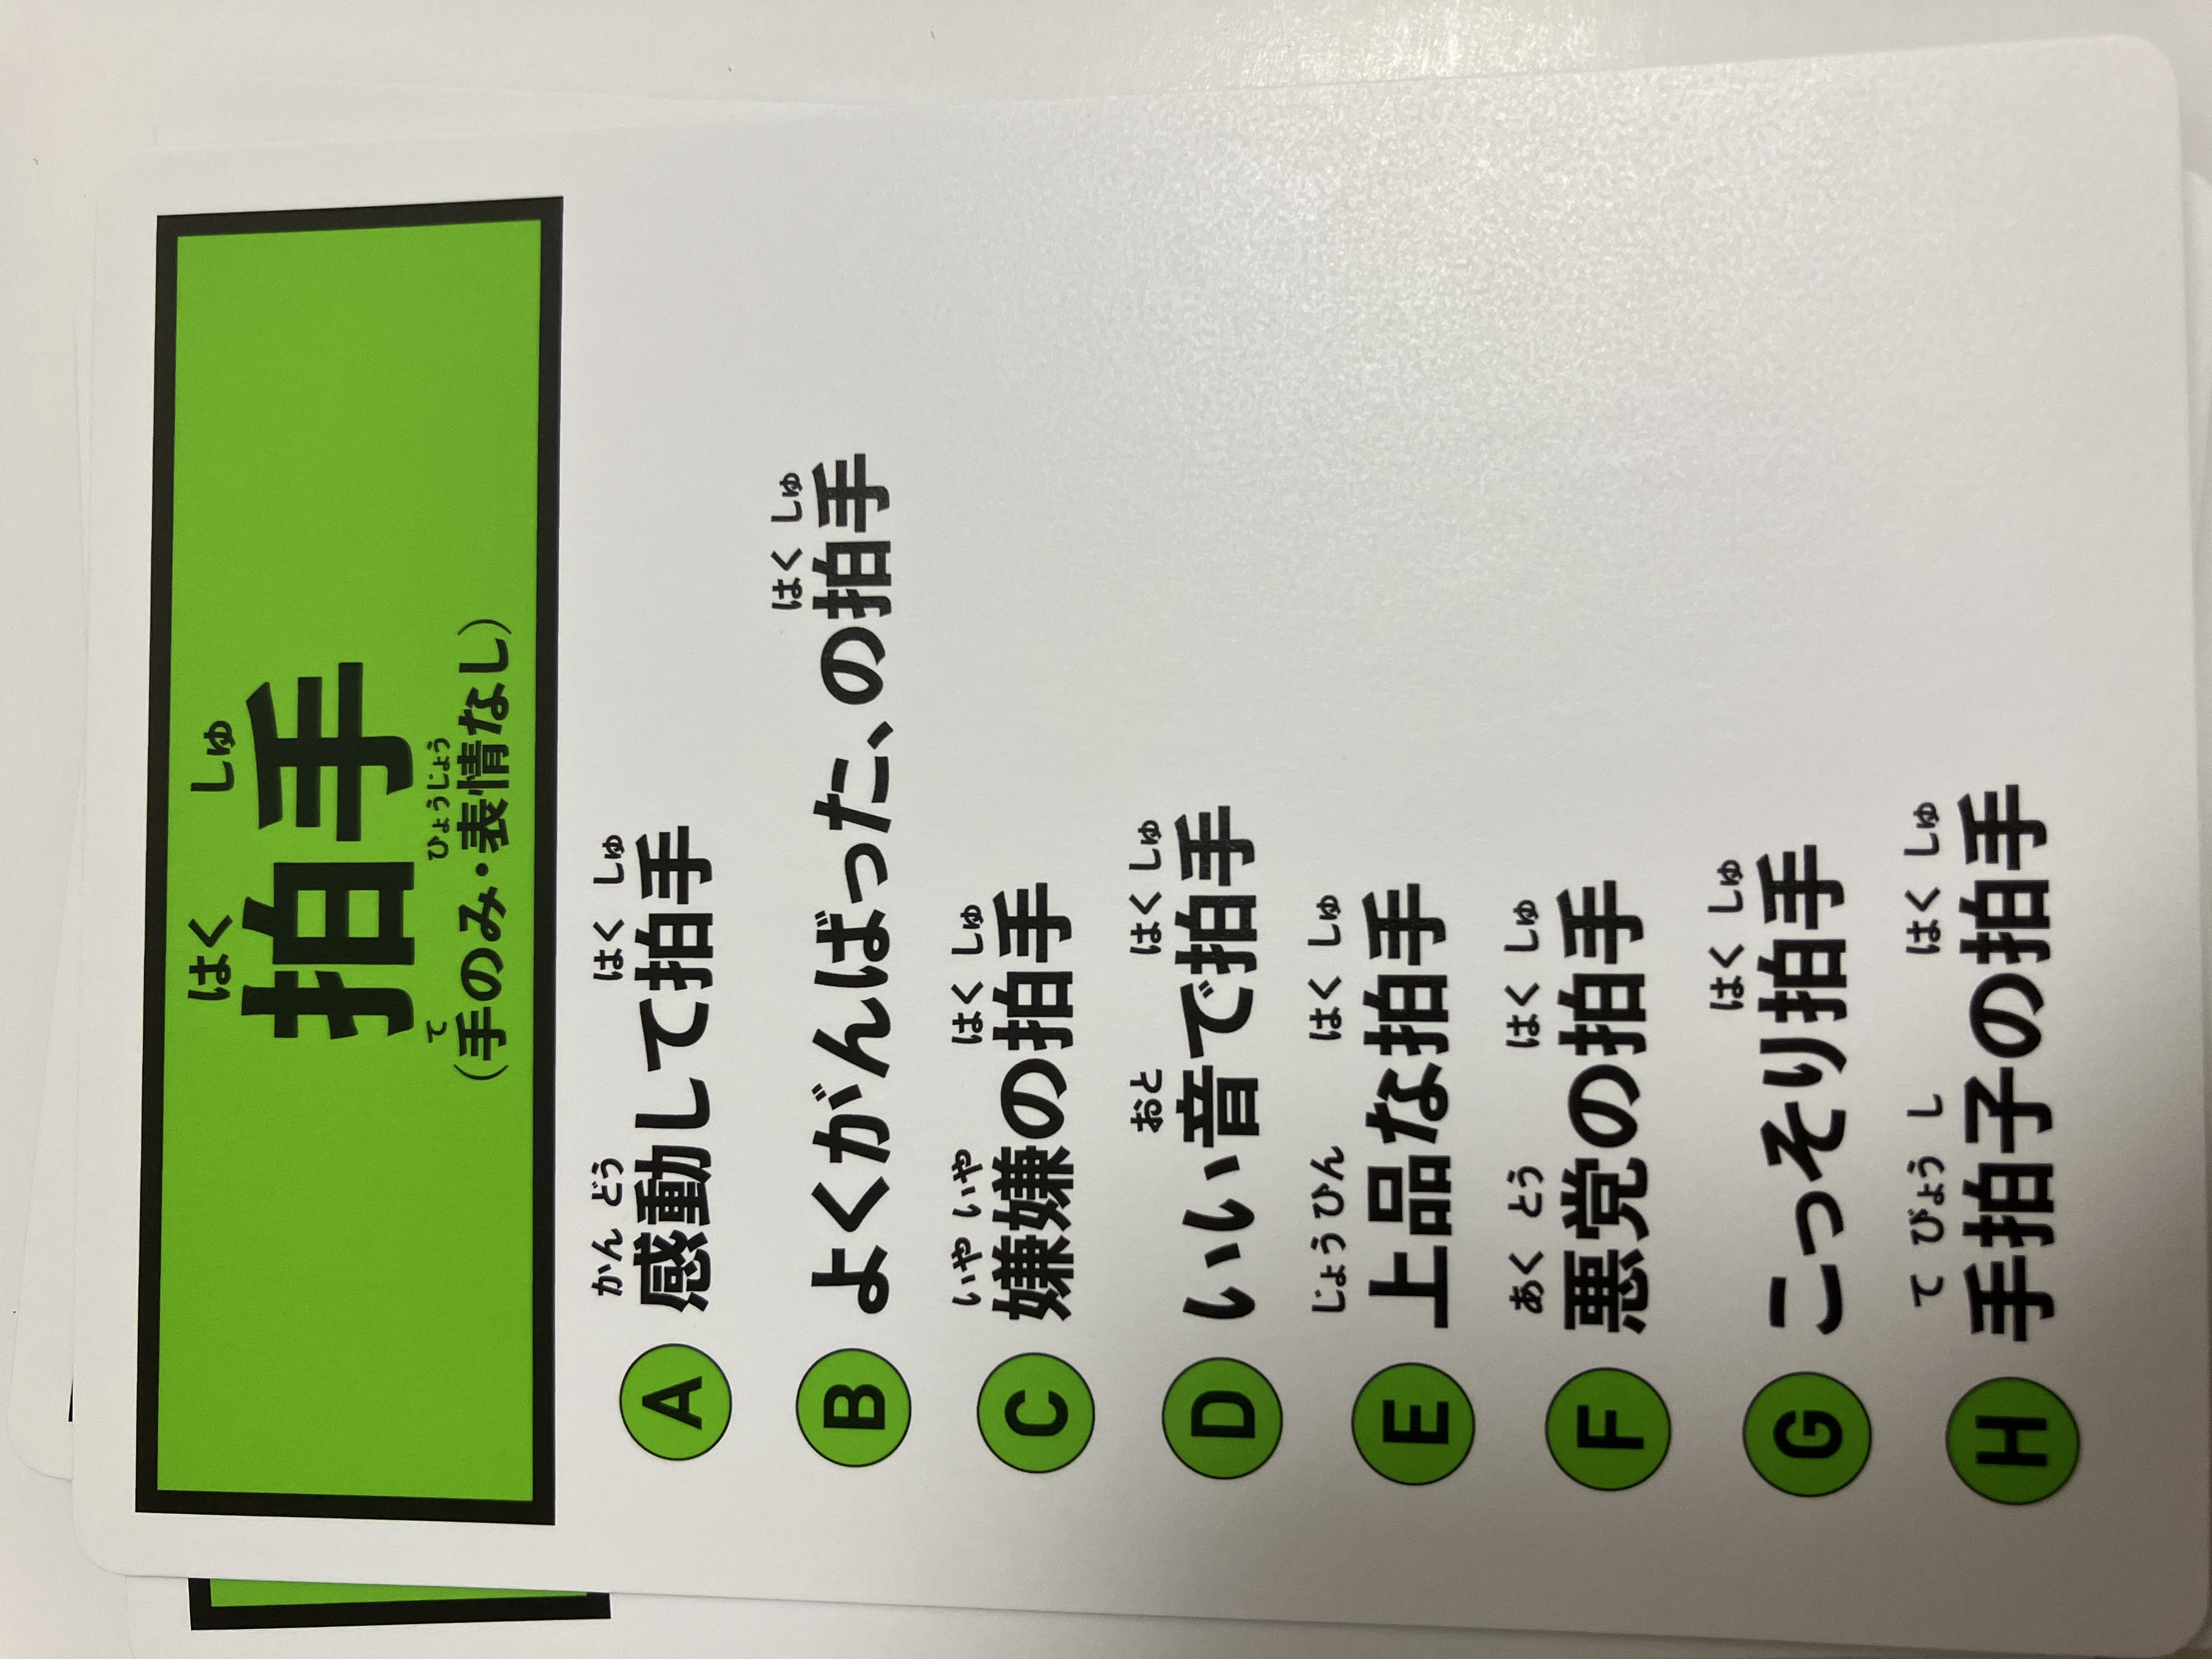 はくしゅ
拍手
て ひょうじょう
(手のみ・表情なし)
かんどう はくしゅ
A 感動して拍手
はくしゅ
B よくがんばった、の拍手
いやいや はくしゅ
C 嫌嫌の拍手
おと はくしゅ
D いい音で拍手
じょうひん はくしゅ
E 上品な拍手
あくとう はくしゅ
F 悪党の拍手
はくしゅ
G こっそり拍手
てびょうし はくしゅ
H 手拍子の拍手